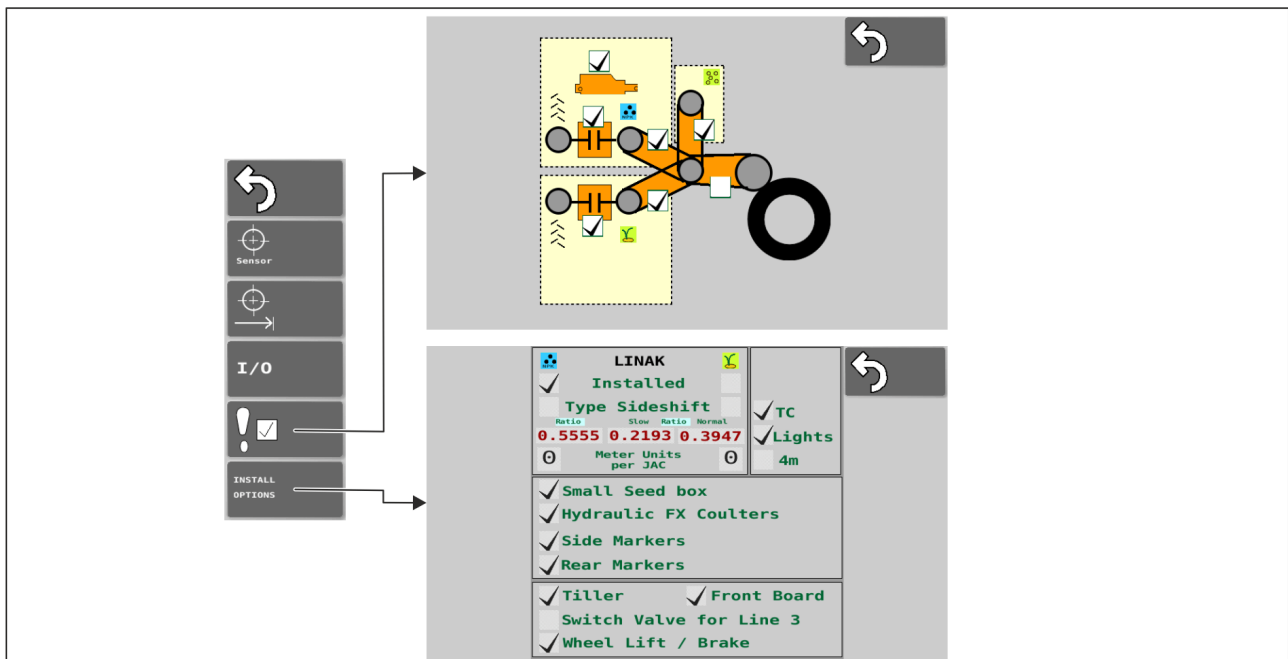 Sensor
I/O
INSTALL
OPTIONS
LINAK
Installed
Type Sideshift
Ratio Slow Ratio Normal
0.5555 0.2193 0.3947
0 Meter Units 0
per JAC
TC
Lights
4m
Small Seed box
Hydraulic FX Coulters
Side Markers
Rear Markers
Tiller Front Board
Switch Valve for Line 3
Wheel Lift / Brake